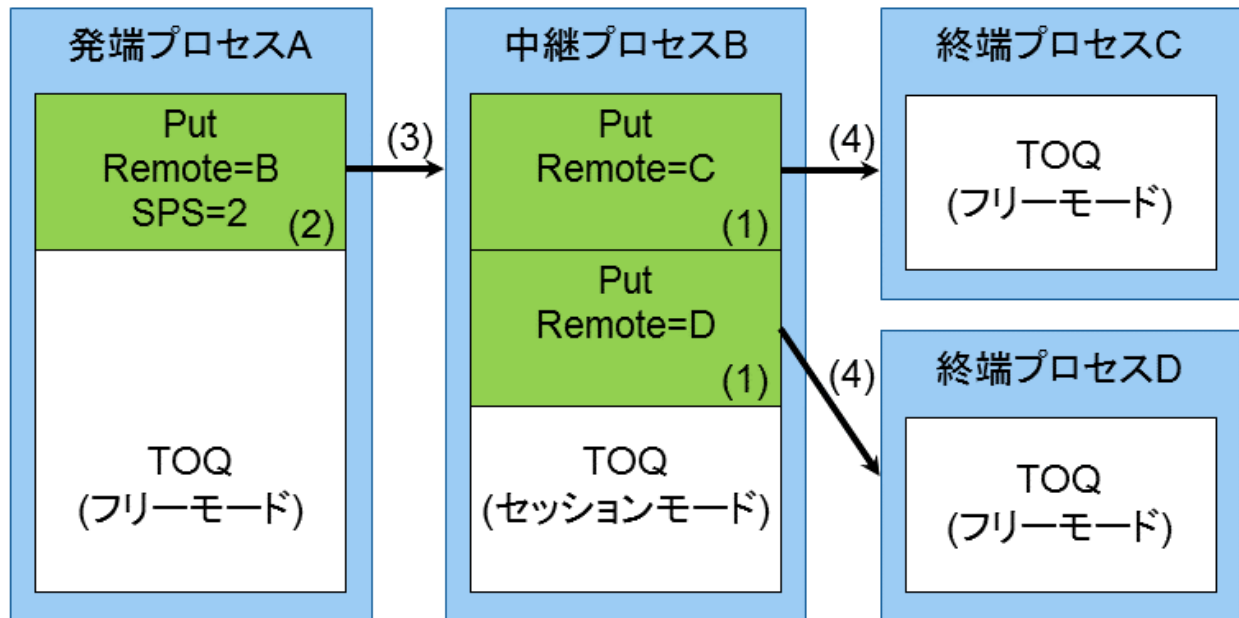 発端プロセスA
Put
Remote=B
SPS=2
(2)
TOQ
(フリーモード)
(3)
中継プロセスB
Put
Remote=C
(1)
Put
Remote=D
(1)
TOQ
(セッションモード)
(4)
(4)
終端プロセスC
TOQ
(フリーモード)
終端プロセスD
TOQ
(フリーモード)